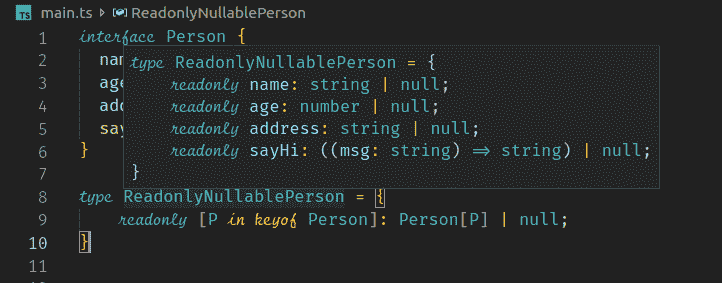 TS main.ts ReadonlyNullablePerson
1 interface Person {
2 nam
3 age
4 add
5 say
6 }
type ReadonlyNullablePerson = {
readonly name: string | null;
readonly age: number | null;
readonly address: string | null;
readonly sayHi: ((msg: string) ⇒ string) | null;
}
7
8 type ReadonlyNullablePerson = {
9 readonly [P in keyof Person]: Person[P] | null;
10 }
11